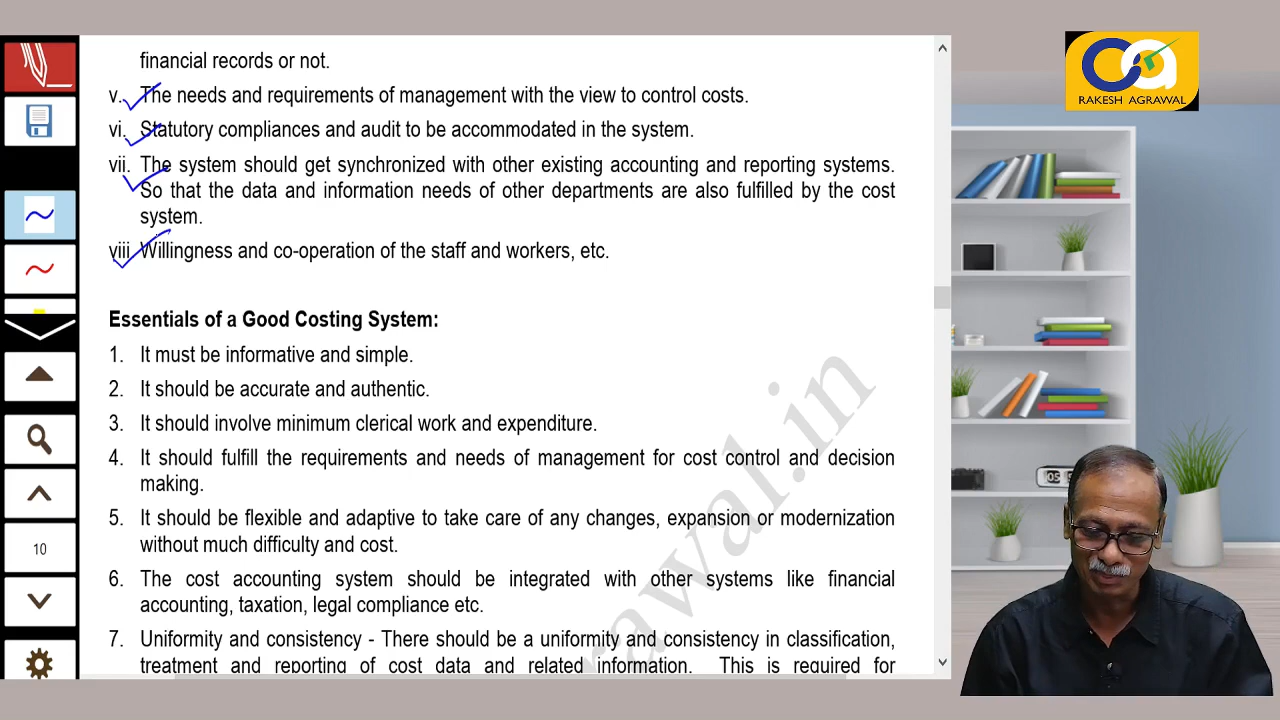 financial records or not.
v. The needs and requirements of management with the view to control costs.
vi. Statutory compliances and audit to be accommodated in the system.
vii. The system should get synchronized with other existing accounting and reporting systems.
So that the data and information needs of other departments are also fulfilled by the cost
system.
viii. Willingness and co-operation of the staff and workers, etc.
Essentials of a Good Costing System:
1. It must be informative and simple.
2. It should be accurate and authentic.
3. It should involve minimum clerical work and expenditure.
4. It should fulfill the requirements and needs of management for cost control and decision
making.
5. It should be flexible and adaptive to take care of any changes, expansion or modernization
without much difficulty and cost.
6. The cost accounting system should be integrated with other systems like financial
accounting, taxation, legal compliance etc.
7. Uniformity and consistency - There should be a uniformity and consistency in classification,
treatment and reporting of cost data and related information. This is required for
rawal.in
10
ca
RAKESH AGRAWAL
05